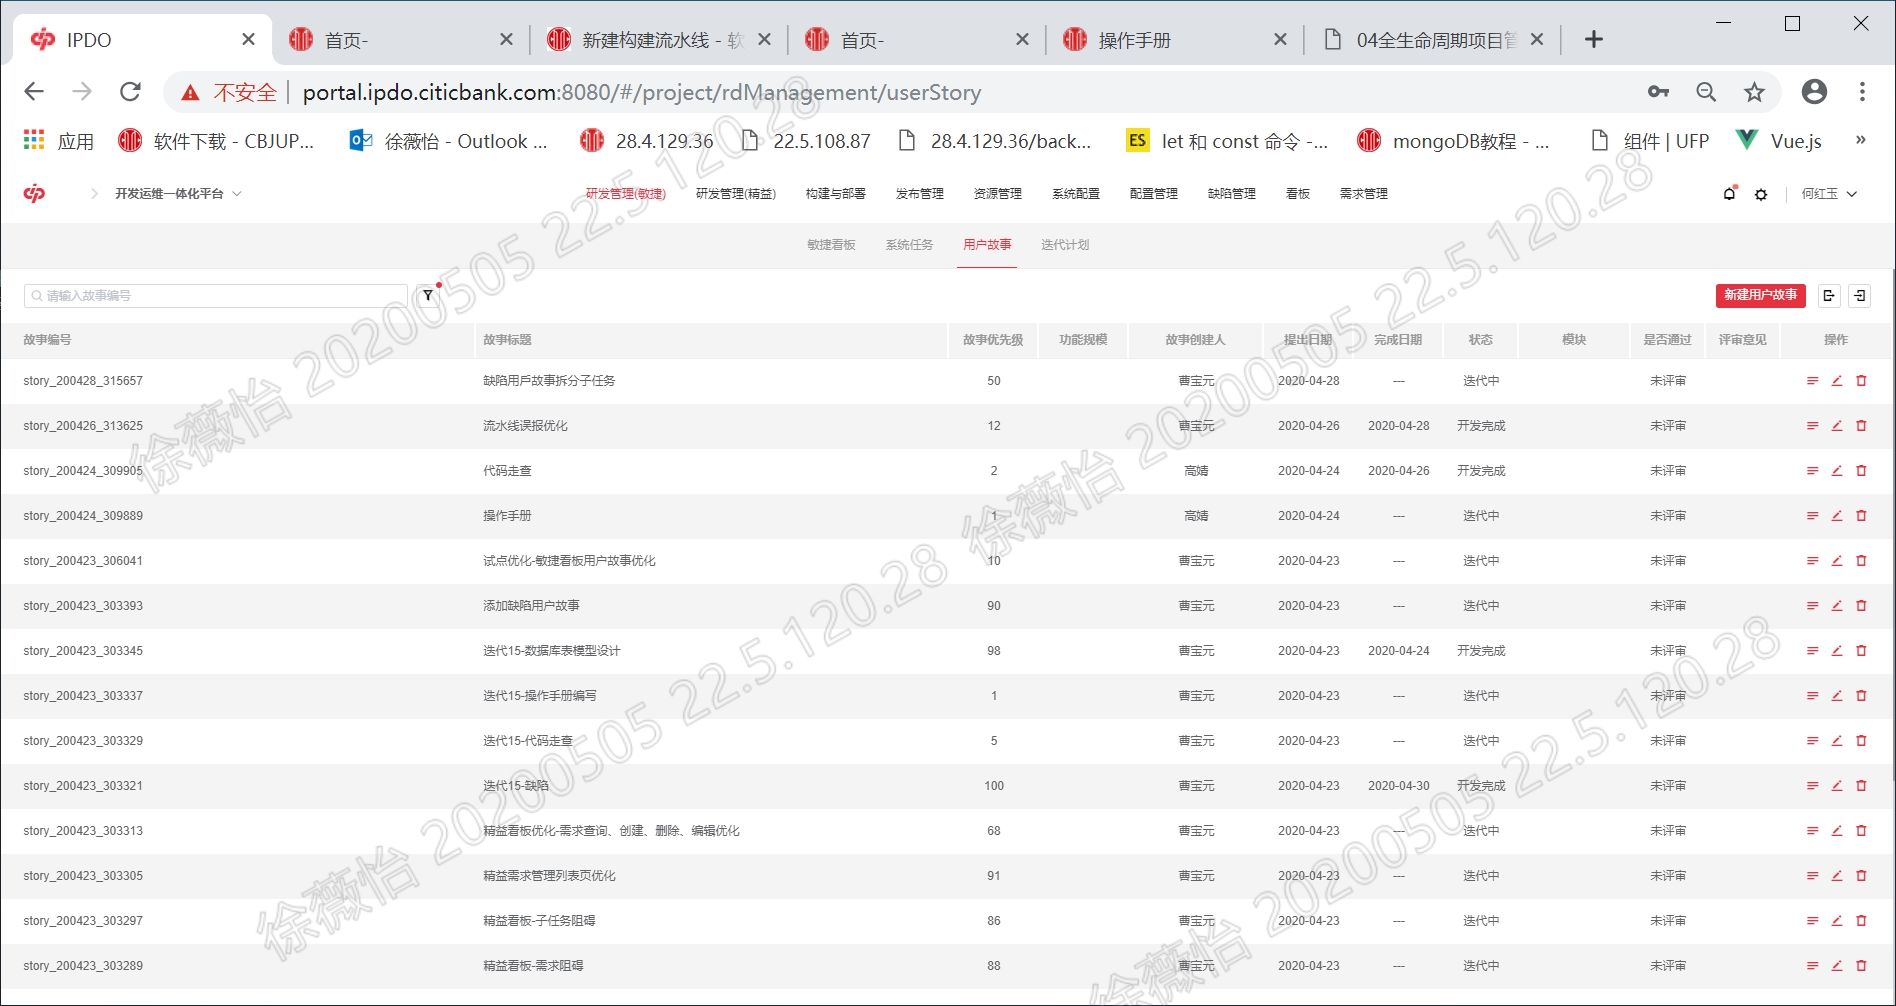 IPDO
首页-
新建构建流水线 - 软
首页-
操作手册
04全生命周期项目管
不安全 portal.ipdo.citicbank.com:8080/#/project/rdManagement/userStory
应用 软件下载 - CBJUP... 徐薇怡 - Outlook ... 28.4.129.36 22.5.108.87 28.4.129.36/back... ES let 和 const 命令 -... mongoDB教程 - ... 组件 | UFP Vue.js »
开发运维一体化平台 研发管理(敏捷) 研发管理(精益) 构建与部署 发布管理 资源管理 系统配置 配置管理 缺陷管理 看板 需求管理 何红玉
敏捷看板 系统任务 用户故事 迭代计划
请输入故事编号 新建用户故事
故事编号 故事标题 故事优先级 功能规模 故事创建人 提出日期 完成日期 状态 模块 是否通过 评审意见 操作
story_200428_315657 缺陷用戶故事拆分子任务 50 曹宝元 2020-04-28 --- 迭代中 未评审
story_200426_313625 流水线误报优化 12 曹宝元 2020-04-26 2020-04-28 开发完成 未评审
story_200424_309905 代码走查 2 高婧 2020-04-24 2020-04-26 开发完成 未评审
story_200424_309889 操作手册 1 高婧 2020-04-24 --- 迭代中 未评审
story_200423_306041 试点优化-敏捷看板用户故事优化 10 曹宝元 2020-04-23 --- 迭代中 未评审
story_200423_303393 添加缺陷用户故事 90 曹宝元 2020-04-23 --- 迭代中 未评审
story_200423_303345 迭代15-数据库表模型设计 98 曹宝元 2020-04-23 2020-04-24 开发完成 未评审
story_200423_303337 迭代15-操作手册编写 1 曹宝元 2020-04-23 --- 迭代中 未评审
story_200423_303329 迭代15-代码走查 5 曹宝元 2020-04-23 --- 迭代中 未评审
story_200423_303321 迭代15-缺陷 100 曹宝元 2020-04-23 2020-04-30 开发完成 未评审
story_200423_303313 精益看板优化-需求查询、创建、删除、编辑优化 68 曹宝元 2020-04-23 --- 迭代中 未评审
story_200423_303305 精益需求管理列表页优化 91 曹宝元 2020-04-23 --- 迭代中 未评审
story_200423_303297 精益看板-子任务阻碍 86 曹宝元 2020-04-23 --- 迭代中 未评审
story_200423_303289 精益看板-需求阻碍 88 曹宝元 2020-04-23 --- 迭代中 未评审
徐薇怡 20200505 22.5.120.28
徐薇怡 20200505 22.5.120.28
徐薇怡 20200505 22.5.120.28
徐薇怡 20200505 22.5.120.28